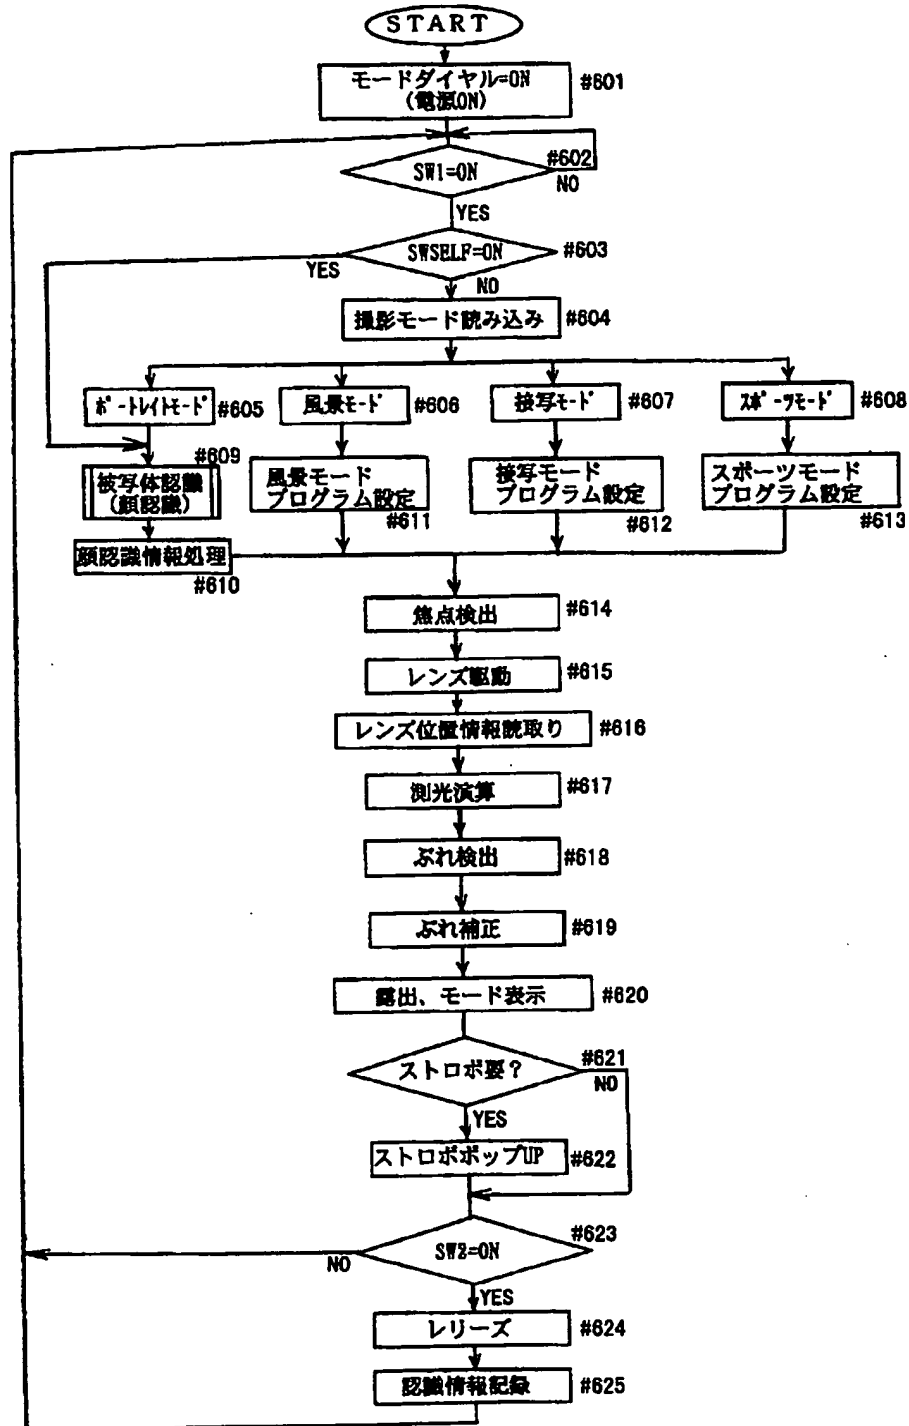 START
モードダイヤル=ON
(電源ON)
#601
SW1=ON
#602
NO
YES
SWSELF=ON
#603
YES
NO
撮影モード読み込み
#604
ポートレイトモード
#605
風景モード
#606
接写モード
#607
スポーツモード
#608
#609
被写体認識
(顔認識)
風景モード
プログラム設定
#611
接写モード
プログラム設定
#612
スポーツモード
プログラム設定
#613
顔認識情報処理
#610
焦点検出
#614
レンズ駆動
#615
レンズ位置情報読取り
#616
測光演算
#617
ぶれ検出
#618
ぶれ補正
#619
露出、モード表示
#620
ストロボ要?
#621
NO
YES
ストロボポップUP
#622
SW2=ON
#623
NO
YES
レリーズ
#624
認識情報記録
#625